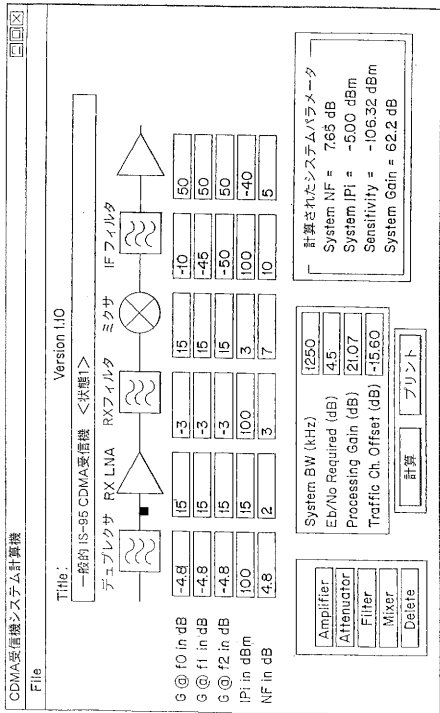 CDMA受信機システム計算機
File
Title:
Version 1.10
一般的 IS-95 CDMA受信機 <状態1>
デュプレクサ RX LNA RXフィルタ ミクサ IFフィルタ
G @ f0 in dB -4.8 15 -3 15 -10 50
G @ f1 in dB -4.8 15 -3 15 -45 50
G @ f2 in dB -4.8 15 -3 15 -50 50
IPi in dBm 100 15 100 3 100 -40
NF in dB 4.8 2 3 7 10 5
Amplifier
Attenuator
Filter
Mixer
Delete
System BW (kHz) 1250
Eb/No Required (dB) 4.5
Processing Gain (dB) 21.07
Traffic Ch. Offset (dB) -15.60
計算 プリント
計算されたシステムパラメータ
System NF = 7.65 dB
System IPi = -5.00 dBm
Sensitivity = -106.32 dBm
System Gain = 62.2 dB